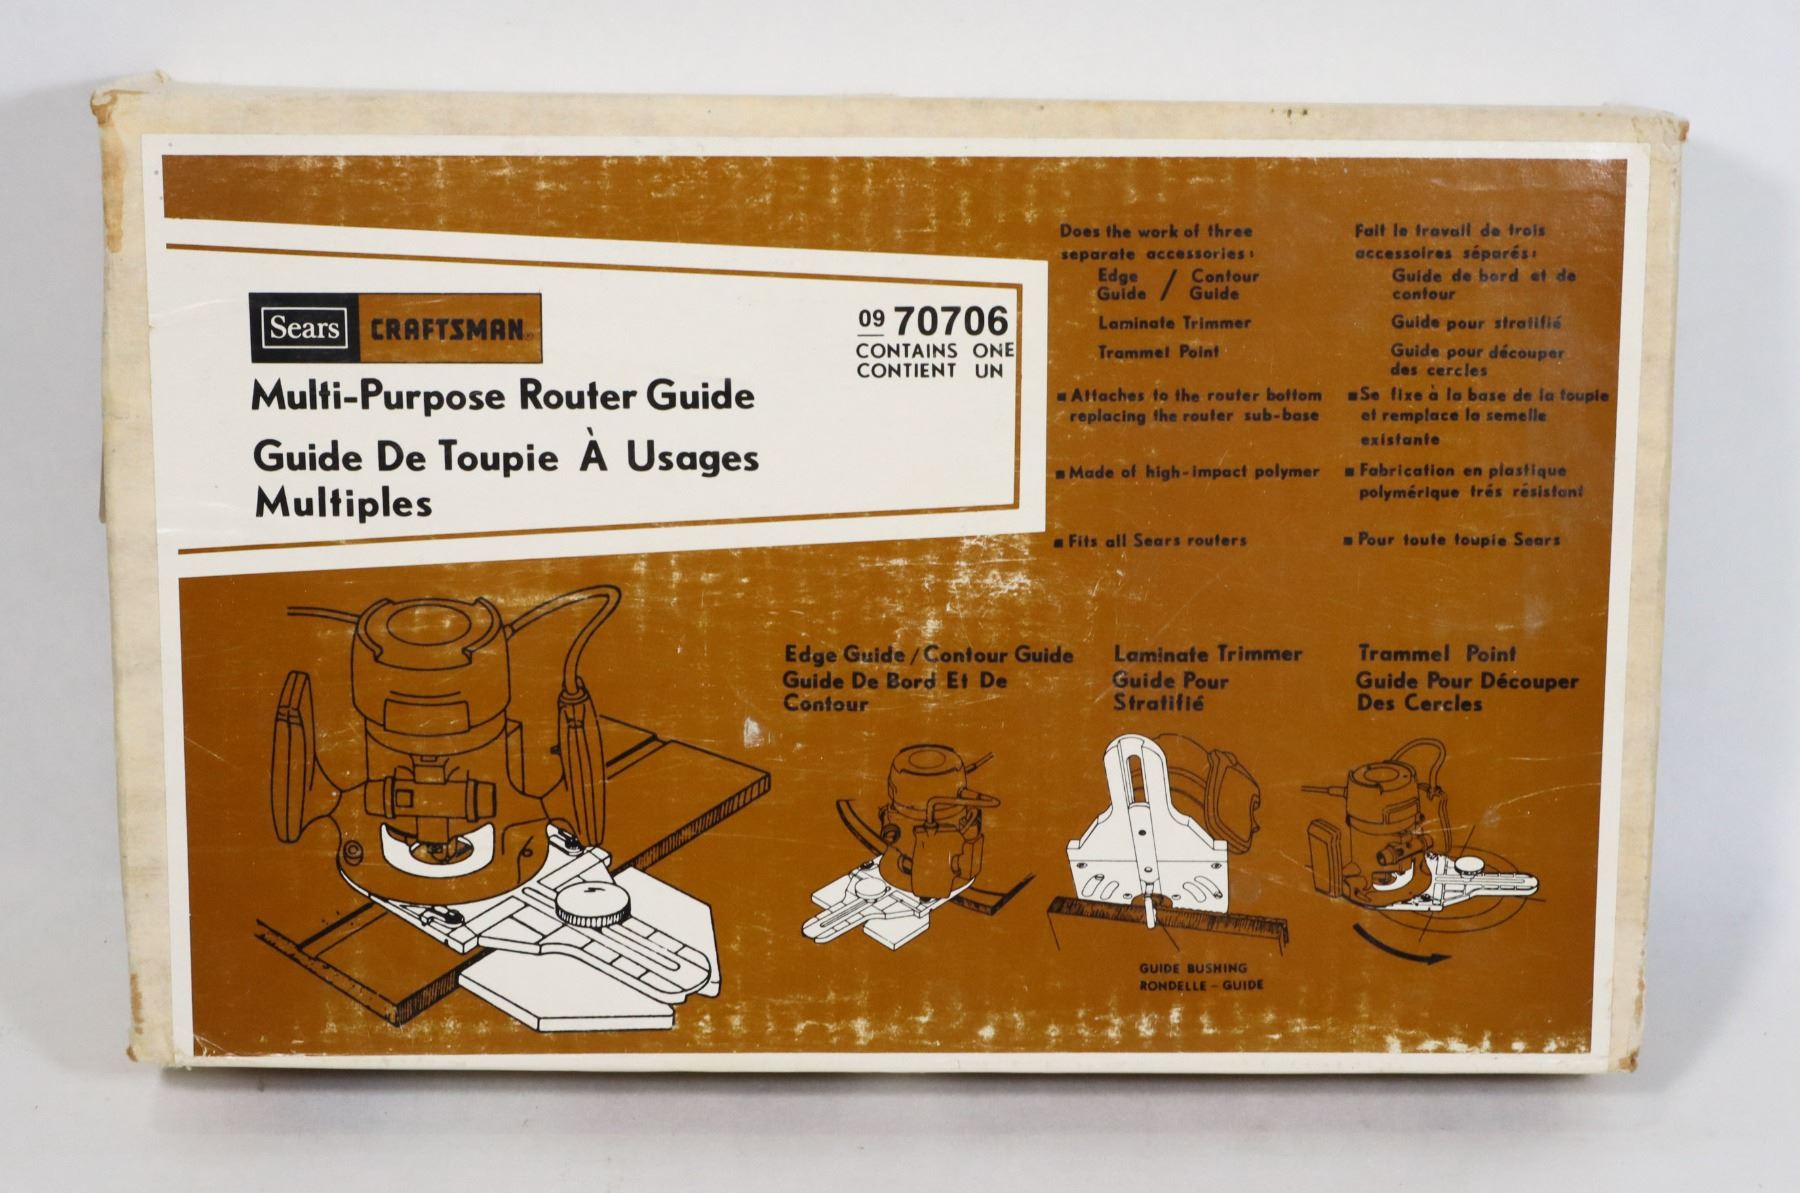 Sears CRAFTSMAN
09 70706
CONTAINS ONE
CONTIENT UN
Multi-Purpose Router Guide
Guide De Toupie À Usages
Multiples
Does the work of three
separate accessories:
Edge / Contour
Guide / Guide
Laminate Trimmer
Trammel Point
▪ Attaches to the router bottom
replacing the router sub-base
▪ Made of high-impact polymer
▪ Fits all Sears routers
Fait le travail de trois
accessoires séparés:
Guide de bord et de
contour
Guide pour stratifié
Guide pour découper
des cercles
▪ Se fixe à la base de la toupie
et remplace la semelle
existante
▪ Fabrication en plastique
polymérique trés résistant
▪ Pour toute toupie Sears
Edge Guide / Contour Guide
Guide De Bord Et De
Contour
Laminate Trimmer
Guide Pour
Stratifié
Trammel Point
Guide Pour Découper
Des Cercles
GUIDE BUSHING
RONDELLE - GUIDE